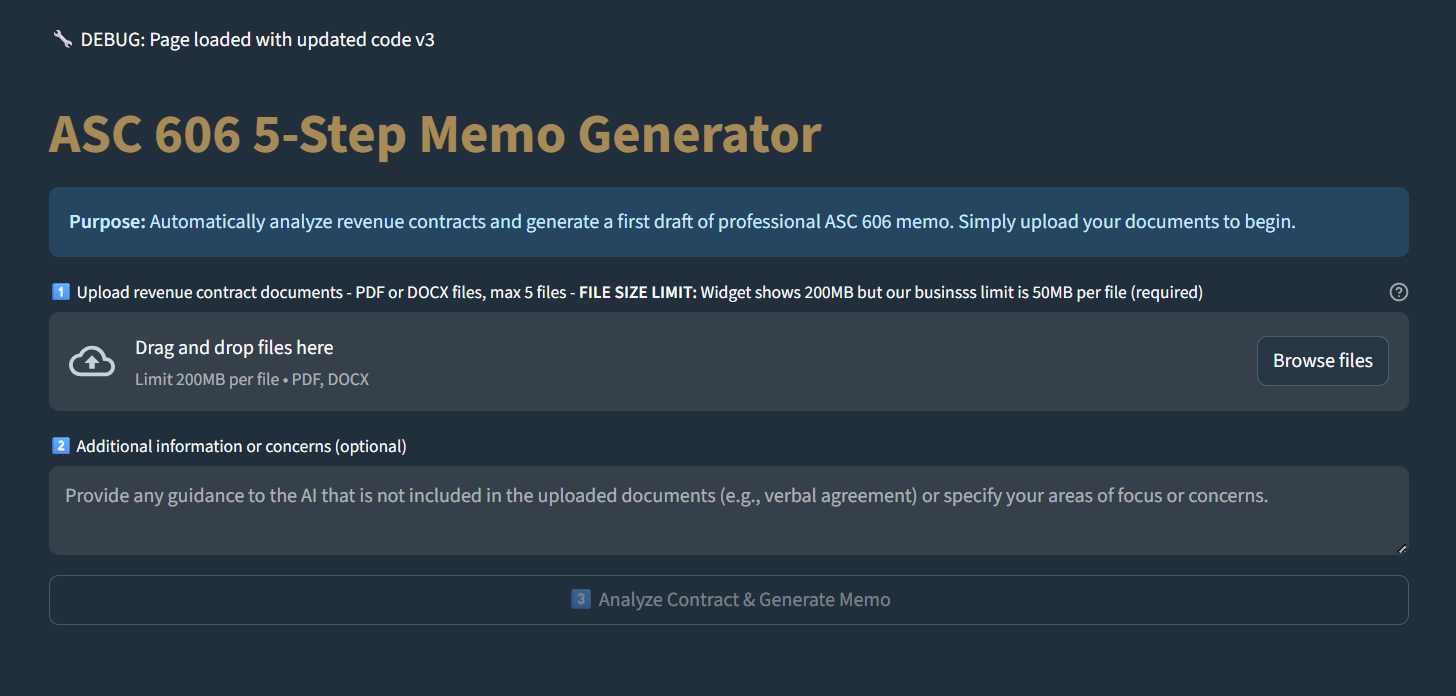 🔧 DEBUG: Page loaded with updated code v3
ASC 606 5-Step Memo Generator
Purpose: Automatically analyze revenue contracts and generate a first draft of professional ASC 606 memo. Simply upload your documents to begin.
1️⃣ Upload revenue contract documents - PDF or DOCX files, max 5 files - FILE SIZE LIMIT: Widget shows 200MB but our businsss limit is 50MB per file (required)
Drag and drop files here
Limit 200MB per file • PDF, DOCX
Browse files
2️⃣ Additional information or concerns (optional)
Provide any guidance to the AI that is not included in the uploaded documents (e.g., verbal agreement) or specify your areas of focus or concerns.
3️⃣ Analyze Contract & Generate Memo